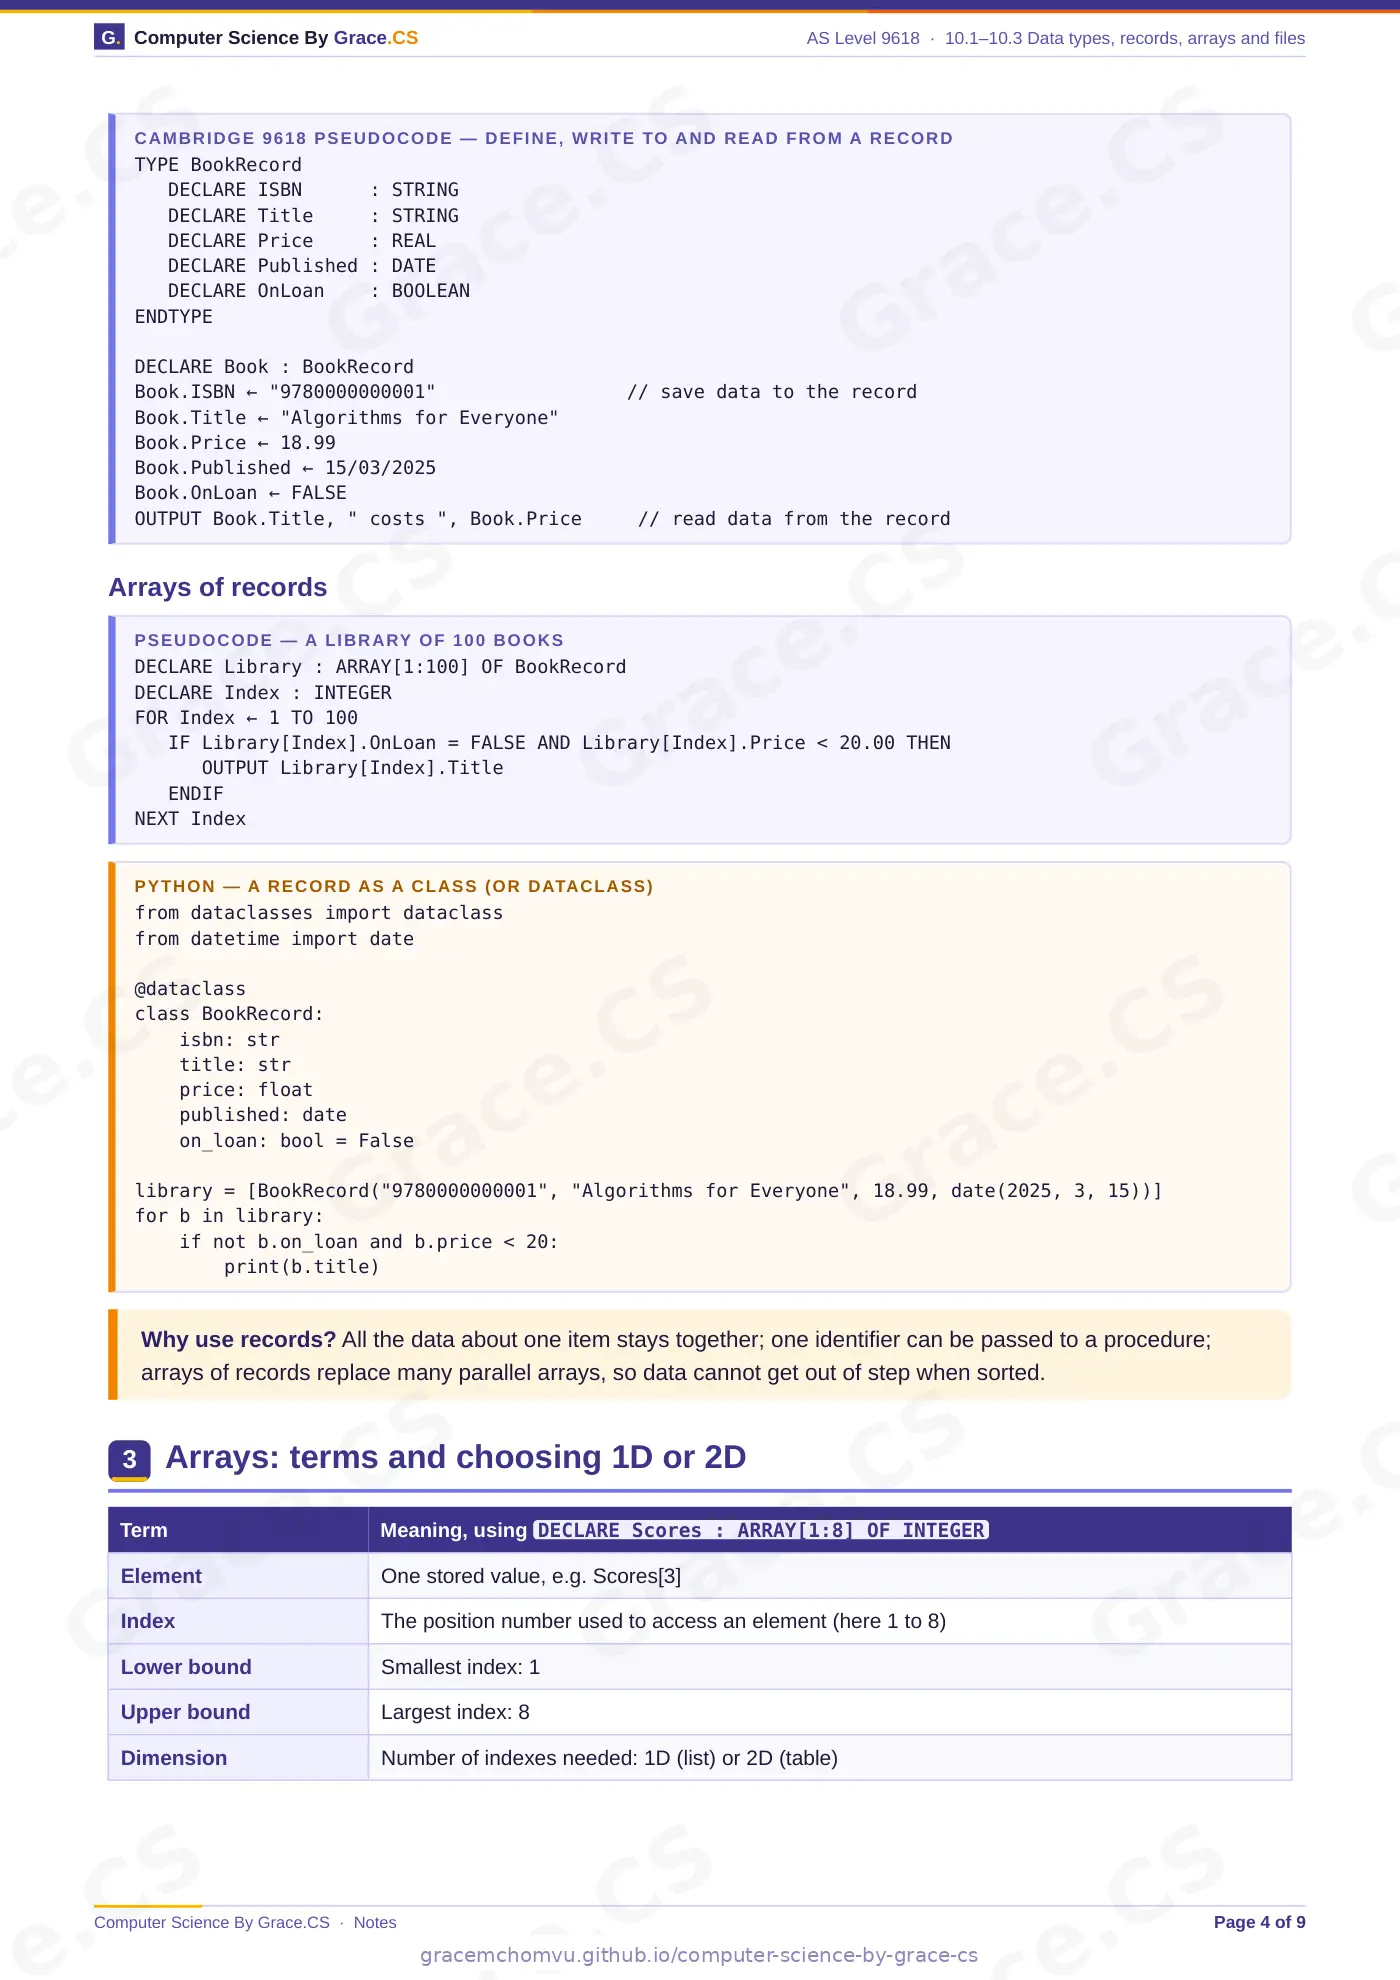 G. Computer Science By Grace.CS
AS Level 9618 · 10.1–10.3 Data types, records, arrays and files
CAMBRIDGE 9618 PSEUDOCODE — DEFINE, WRITE TO AND READ FROM A RECORD
TYPE BookRecord
   DECLARE ISBN      : STRING
   DECLARE Title     : STRING
   DECLARE Price     : REAL
   DECLARE Published : DATE
   DECLARE OnLoan    : BOOLEAN
ENDTYPE
DECLARE Book : BookRecord
Book.ISBN ← "9780000000001"                 // save data to the record
Book.Title ← "Algorithms for Everyone"
Book.Price ← 18.99
Book.Published ← 15/03/2025
Book.OnLoan ← FALSE
OUTPUT Book.Title, " costs ", Book.Price     // read data from the record
Arrays of records
PSEUDOCODE — A LIBRARY OF 100 BOOKS
DECLARE Library : ARRAY[1:100] OF BookRecord
DECLARE Index : INTEGER
FOR Index ← 1 TO 100
   IF Library[Index].OnLoan = FALSE AND Library[Index].Price < 20.00 THEN
      OUTPUT Library[Index].Title
   ENDIF
NEXT Index
PYTHON — A RECORD AS A CLASS (OR DATACLASS)
from dataclasses import dataclass
from datetime import date
@dataclass
class BookRecord:
    isbn: str
    title: str
    price: float
    published: date
    on_loan: bool = False
library = [BookRecord("9780000000001", "Algorithms for Everyone", 18.99, date(2025, 3, 15))]
for b in library:
    if not b.on_loan and b.price < 20:
        print(b.title)
Why use records? All the data about one item stays together; one identifier can be passed to a procedure;
arrays of records replace many parallel arrays, so data cannot get out of step when sorted.
3 Arrays: terms and choosing 1D or 2D
Term Meaning, using DECLARE Scores : ARRAY[1:8] OF INTEGER
Element One stored value, e.g. Scores[3]
Index The position number used to access an element (here 1 to 8)
Lower bound Smallest index: 1
Upper bound Largest index: 8
Dimension Number of indexes needed: 1D (list) or 2D (table)
Computer Science By Grace.CS · Notes
Page 4 of 9
gracemchomvu.github.io/computer-science-by-grace-cs